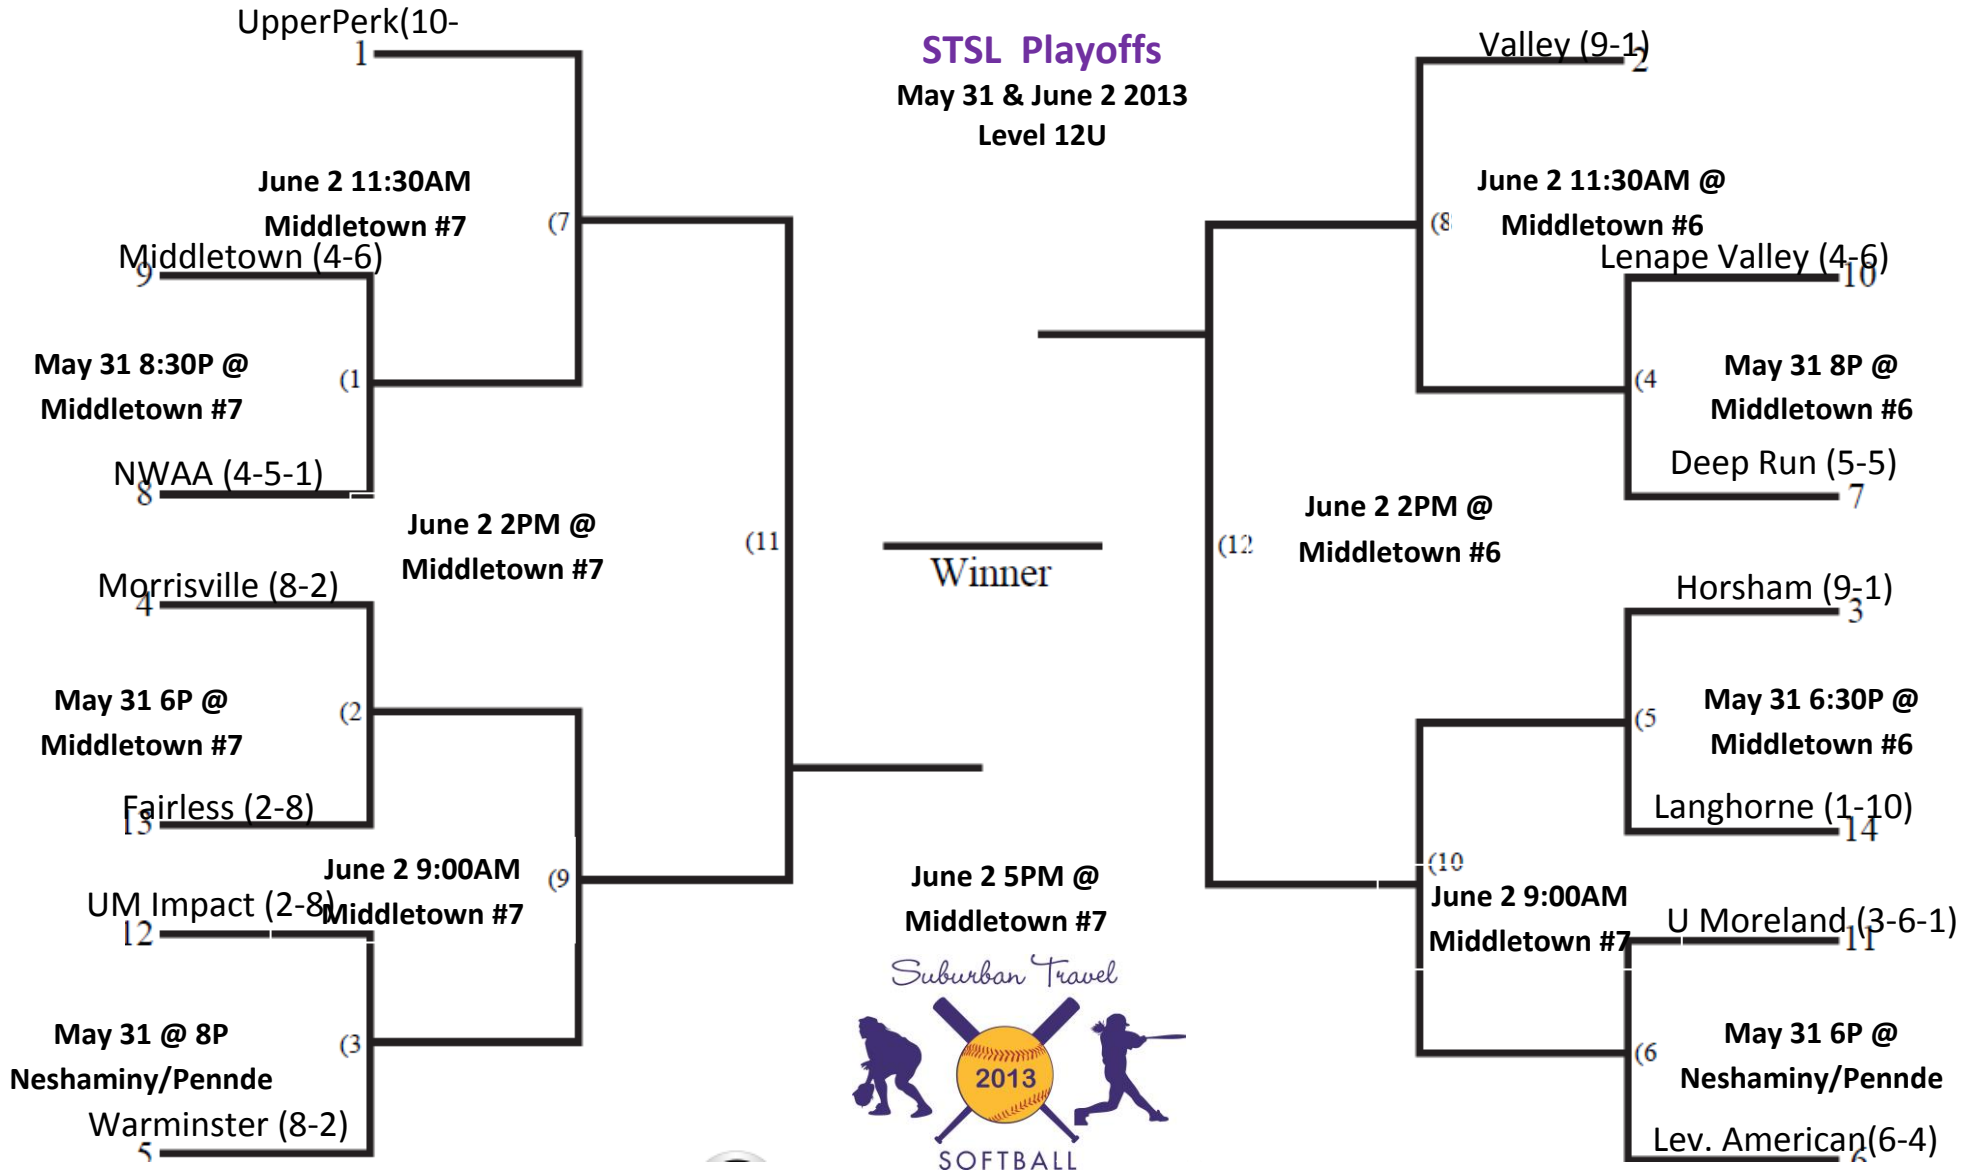 UpperPerk(10-
1
STSL Playoffs
May 31 & June 2 2013
Level 12U
Valley (9-1)
2
June 2 11:30AM
Middletown #7
(7
(8
June 2 11:30AM @
Middletown #6
Middletown (4-6)
9
Lenape Valley (4-6)
10
May 31 8:30P @
Middletown #7
(1
(4
May 31 8P @
Middletown #6
NWAA (4-5-1)
8
Deep Run (5-5)
7
June 2 2PM @
Middletown #7
(11
Winner
(12
June 2 2PM @
Middletown #6
Morrisville (8-2)
4
Horsham (9-1)
3
May 31 6P @
Middletown #7
(2
(5
May 31 6:30P @
Middletown #6
Fairless (2-8)
13
Langhorne (1-10)
14
June 2 9:00AM
Middletown #7
(9
June 2 5PM @
Middletown #7
(10
June 2 9:00AM
Middletown #7
UM Impact (2-8)
12
U Moreland (3-6-1)
11
May 31 @ 8P
Neshaminy/Pennde
(3
(6
May 31 6P @
Neshaminy/Pennde
Warminster (8-2)
5
Lev. American(6-4)
6
Suburban Travel
2013
SOFTBALL